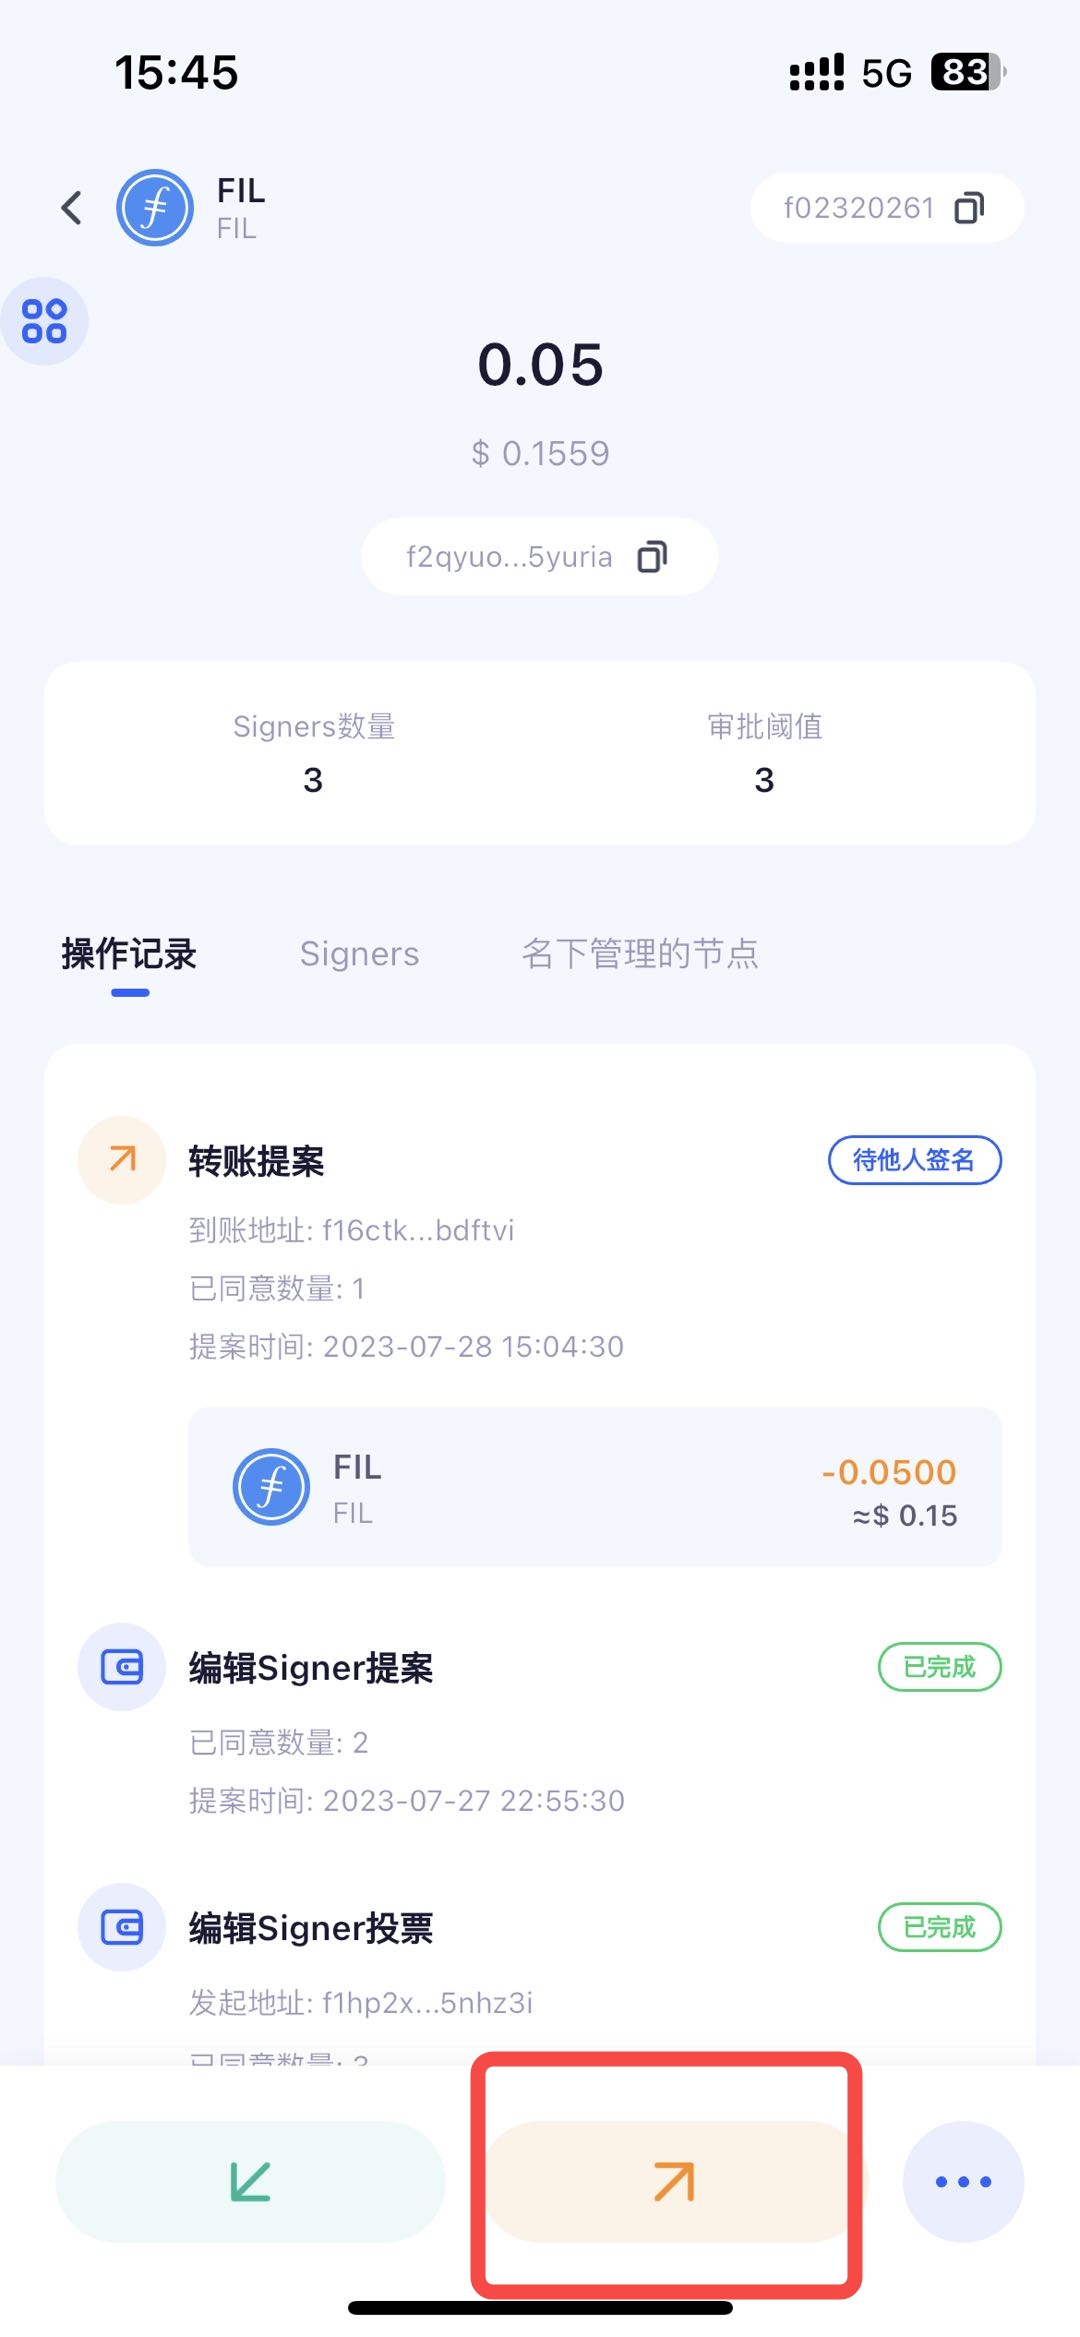 15:45
5G 83
FIL
FIL
f02320261
0.05
$ 0.1559
f2qyuo...5yuria
Signers数量
审批阈值
3
3
操作记录
Signers
名下管理的节点
转账提案
待他人签名
到账地址: f16ctk...bdftvi
已同意数量: 1
提案时间: 2023-07-28 15:04:30
FIL
FIL
-0.0500
≈$ 0.15
编辑Signer提案
已完成
已同意数量: 2
提案时间: 2023-07-27 22:55:30
编辑Signer投票
已完成
发起地址: f1hp2x...5nhz3i
已同意数量: